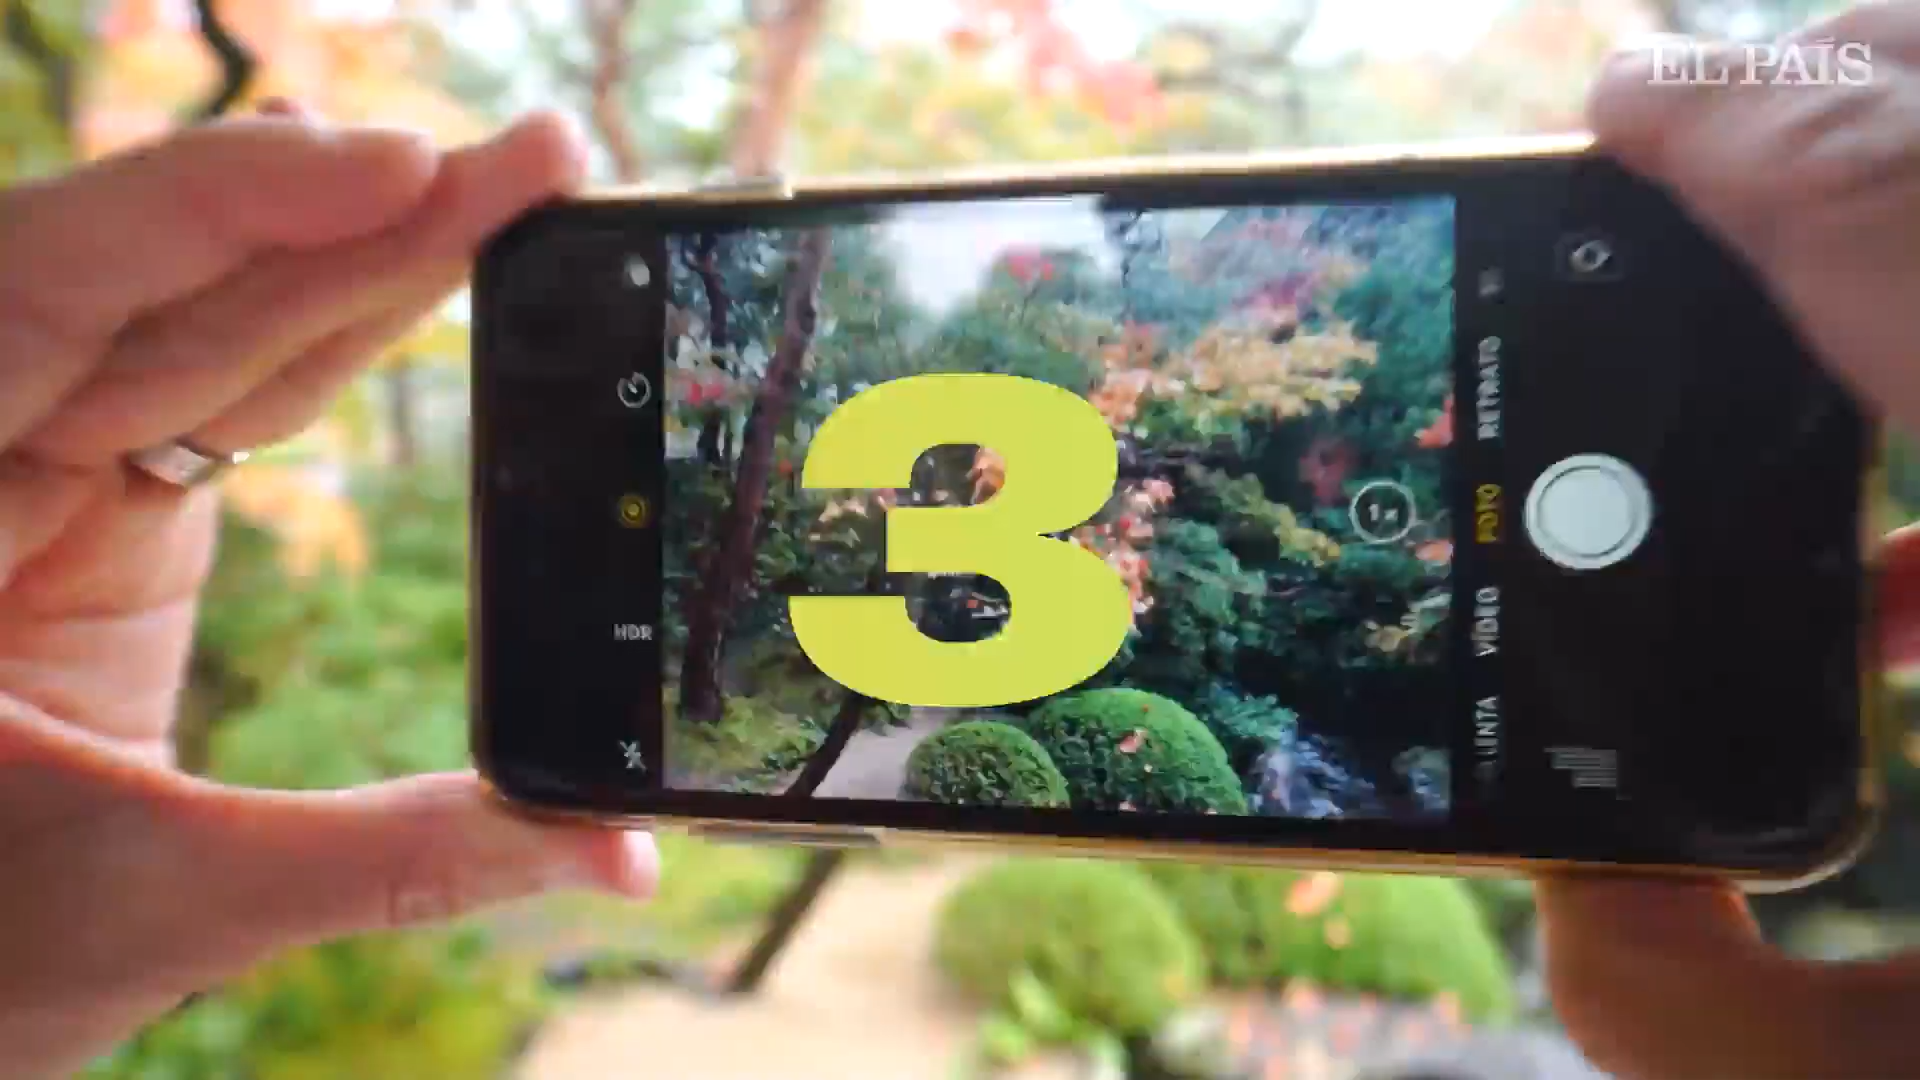 EL PAÍS
3
RETRATO
FOTO
VÍDEO
HDR
1x
LENTA